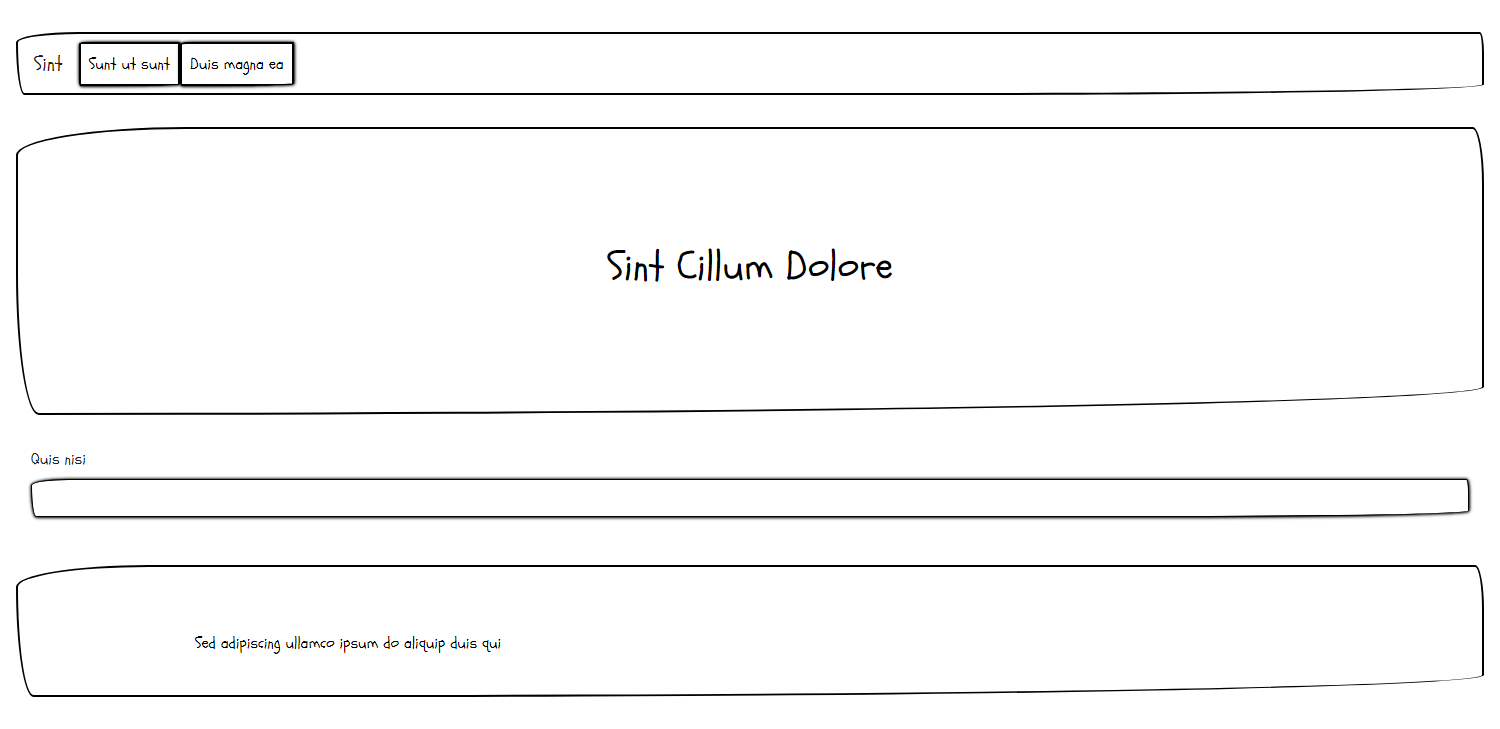 Sint Sunt ut sunt Duis magna ea
Sint Cillum Dolore
Quis nisi
Sed adipiscing ullamco ipsum do aliquip duis qui